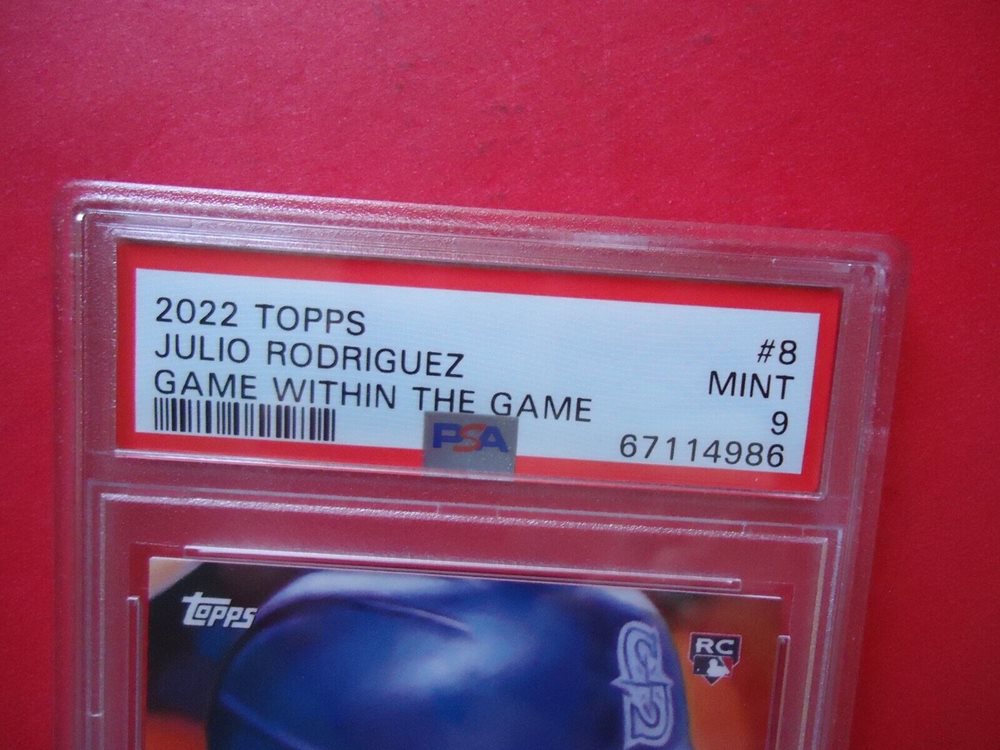 2022 TOPPS
#8
JULIO RODRIGUEZ
MINT
GAME WITHIN THE GAME
9
PSA
67114986
topps
RC